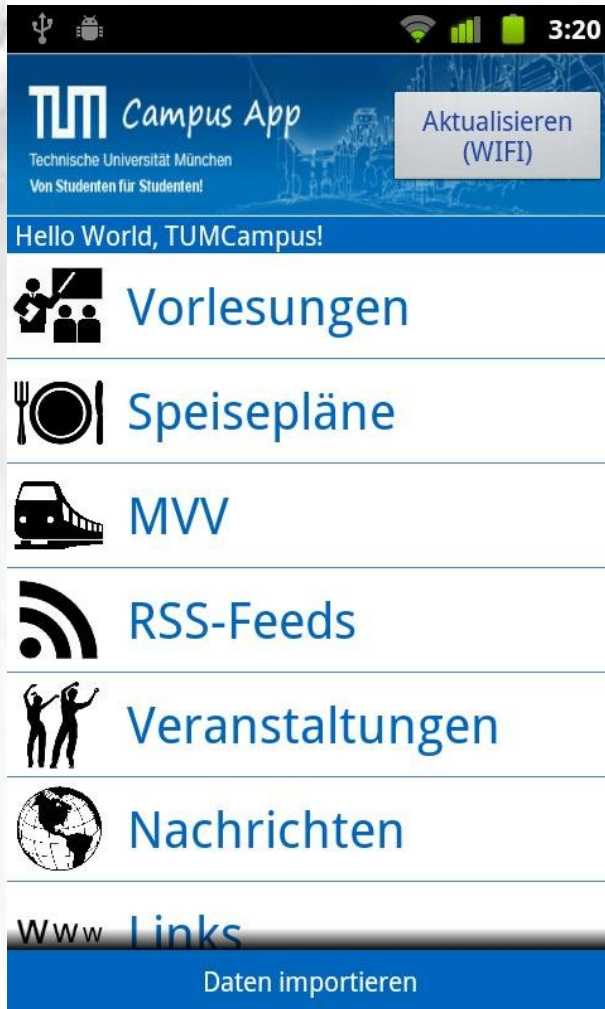 3:20
TUM Campus App
Technische Universität München
Von Studenten für Studenten!
Aktualisieren
(WIFI)
Hello World, TUMCampus!
Vorlesungen
Speisepläne
MVV
RSS-Feeds
Veranstaltungen
Nachrichten
Www Links
Daten importieren